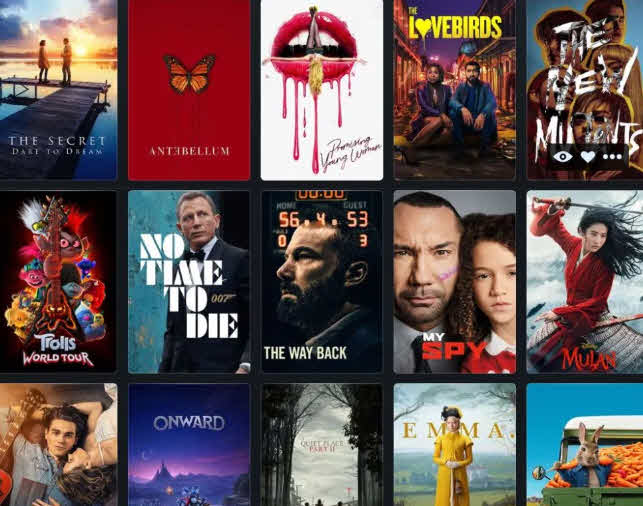 THE SECRET
DARE TO DREAM
ANTƎBELLUM
Promising
Young Woman
THE
LOVEBIRDS
THE
NEW
MUTANTS
Trolls
WORLD TOUR
NO
TIME
TO
DIE
007
00:00
HOME GUEST
56 4 53
0 3
THE WAY BACK
MY
SPY
Disney
MULAN
ONWARD
QUIET PLACE
PART II
EMMA.